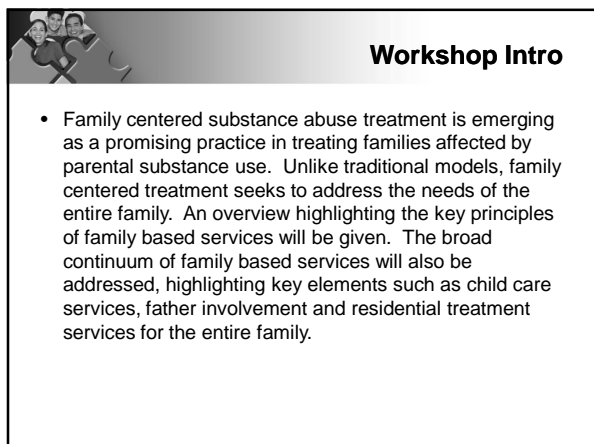 Workshop Intro
• Family centered substance abuse treatment is emerging
as a promising practice in treating families affected by
parental substance use.  Unlike traditional models, family
centered treatment seeks to address the needs of the
entire family.  An overview highlighting the key principles
of family based services will be given.  The broad
continuum of family based services will also be
addressed, highlighting key elements such as child care
services, father involvement and residential treatment
services for the entire family.